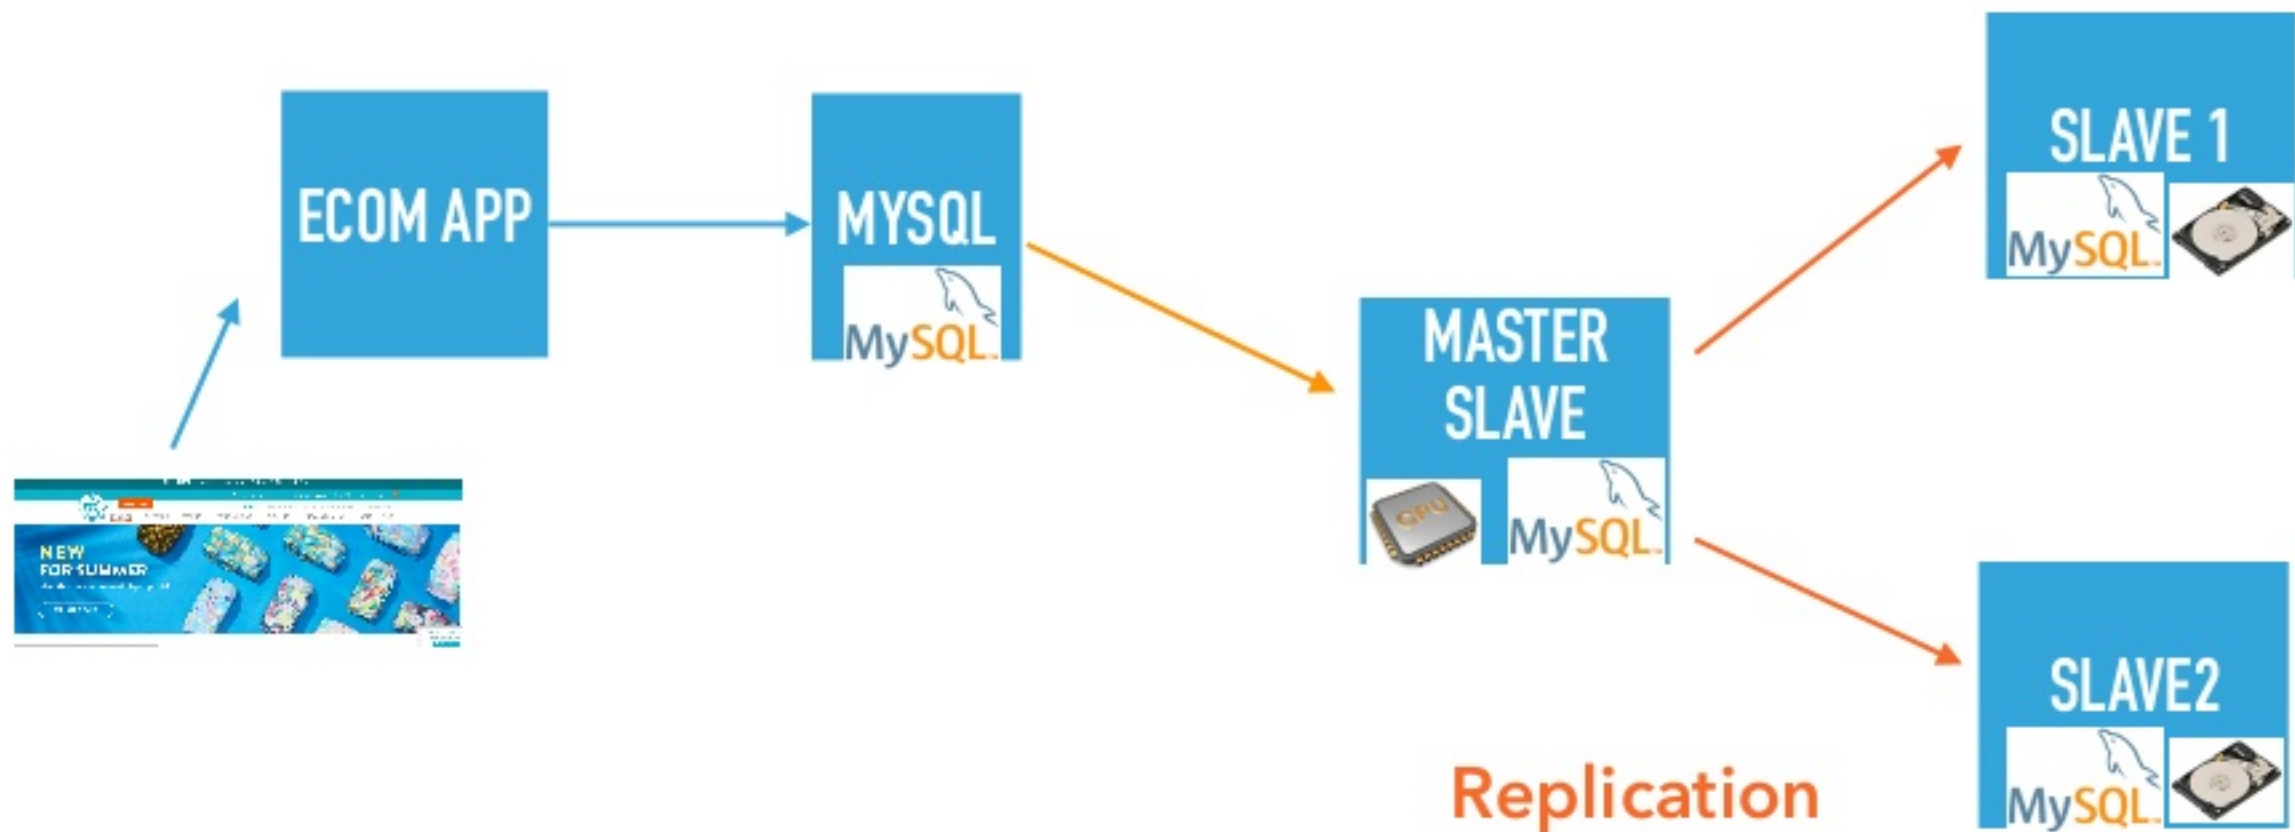 ECOM APP
MYSQL
MySQL
MASTER
SLAVE
MySQL
SLAVE 1
MySQL
SLAVE2
MySQL
NEW
FOR SUMMER
Replication